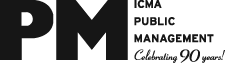 PM
ICMA
PUBLIC
MANAGEMENT
Celebrating 90 years!